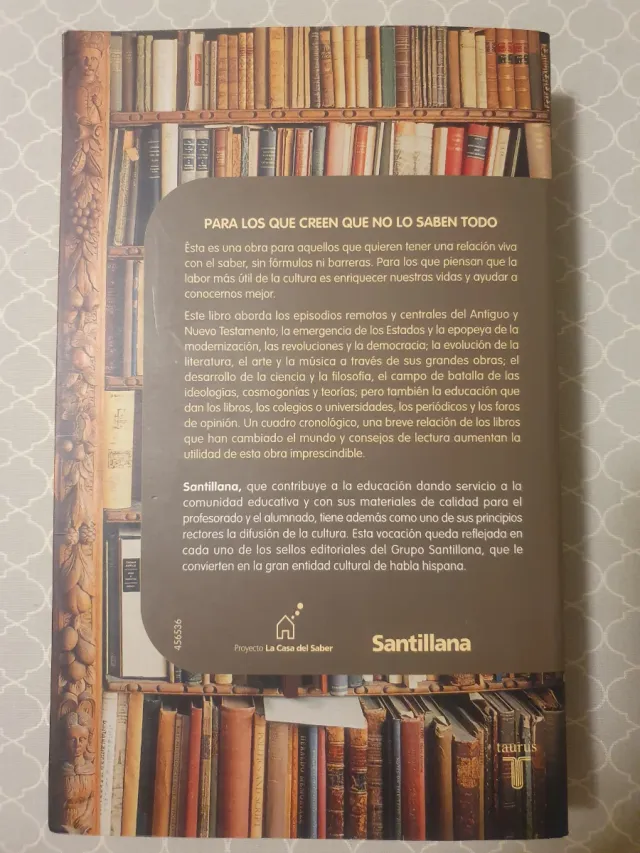 PARA LOS QUE CREEN QUE NO LO SABEN TODO
Ésta es una obra para aquellos que quieren tener una relación viva
con el saber, sin fórmulas ni barreras. Para los que piensan que la
labor más útil de la cultura es enriquecer nuestras vidas y ayudar a
conocernos mejor.
Este libro aborda los episodios remotos y centrales del Antiguo y
Nuevo Testamento; la emergencia de los Estados y la epopeya de la
modernización, las revoluciones y la democracia; la evolución de la
literatura, el arte y la música a través de sus grandes obras; el
desarrollo de la ciencia y la filosofía, el campo de batalla de las
ideologías, cosmogonías y teorías; pero también la educación que
dan los libros, los colegios o universidades, los periódicos y los foros
de opinión. Un cuadro cronológico, una breve relación de los libros
que han cambiado el mundo y consejos de lectura aumentan la
utilidad de esta obra imprescindible.
Santillana, que contribuye a la educación dando servicio a la
comunidad educativa y con sus materiales de calidad para el
profesorado y el alumnado, tiene además como uno de sus principios
rectores la difusión de la cultura. Esta vocación queda reflejada en
cada uno de los sellos editoriales del Grupo Santillana, que le
convierten en la gran entidad cultural de habla hispana.
456536
Proyecto La Casa del Saber
Santillana
taurus